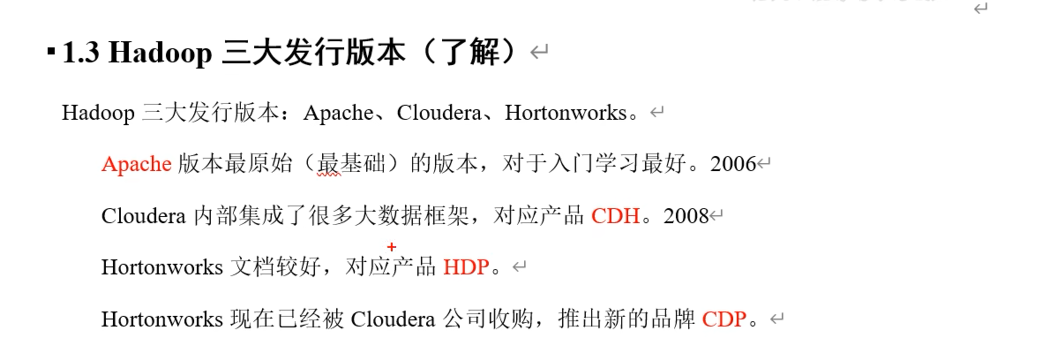 1.3 Hadoop 三大发行版本（了解）
Hadoop 三大发行版本：Apache、Cloudera、Hortonworks。
Apache 版本最原始（最基础）的版本，对于入门学习最好。2006
Cloudera 内部集成了很多大数据框架，对应产品 CDH。2008
Hortonworks 文档较好，对应产品 HDP。
Hortonworks 现在已经被 Cloudera 公司收购，推出新的品牌 CDP。